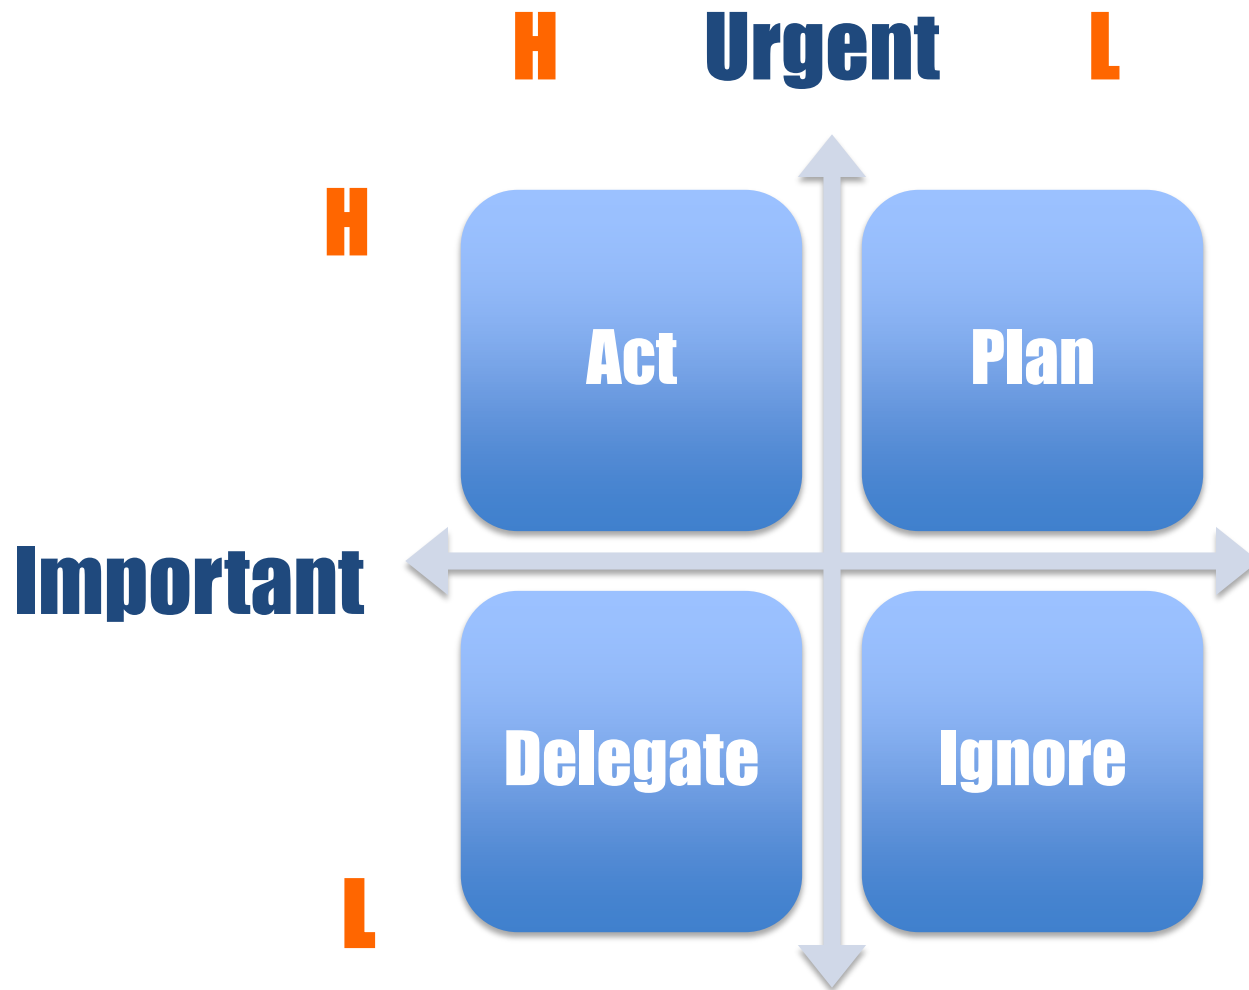 H Urgent L
H
Act Plan
Important
Delegate Ignore
L